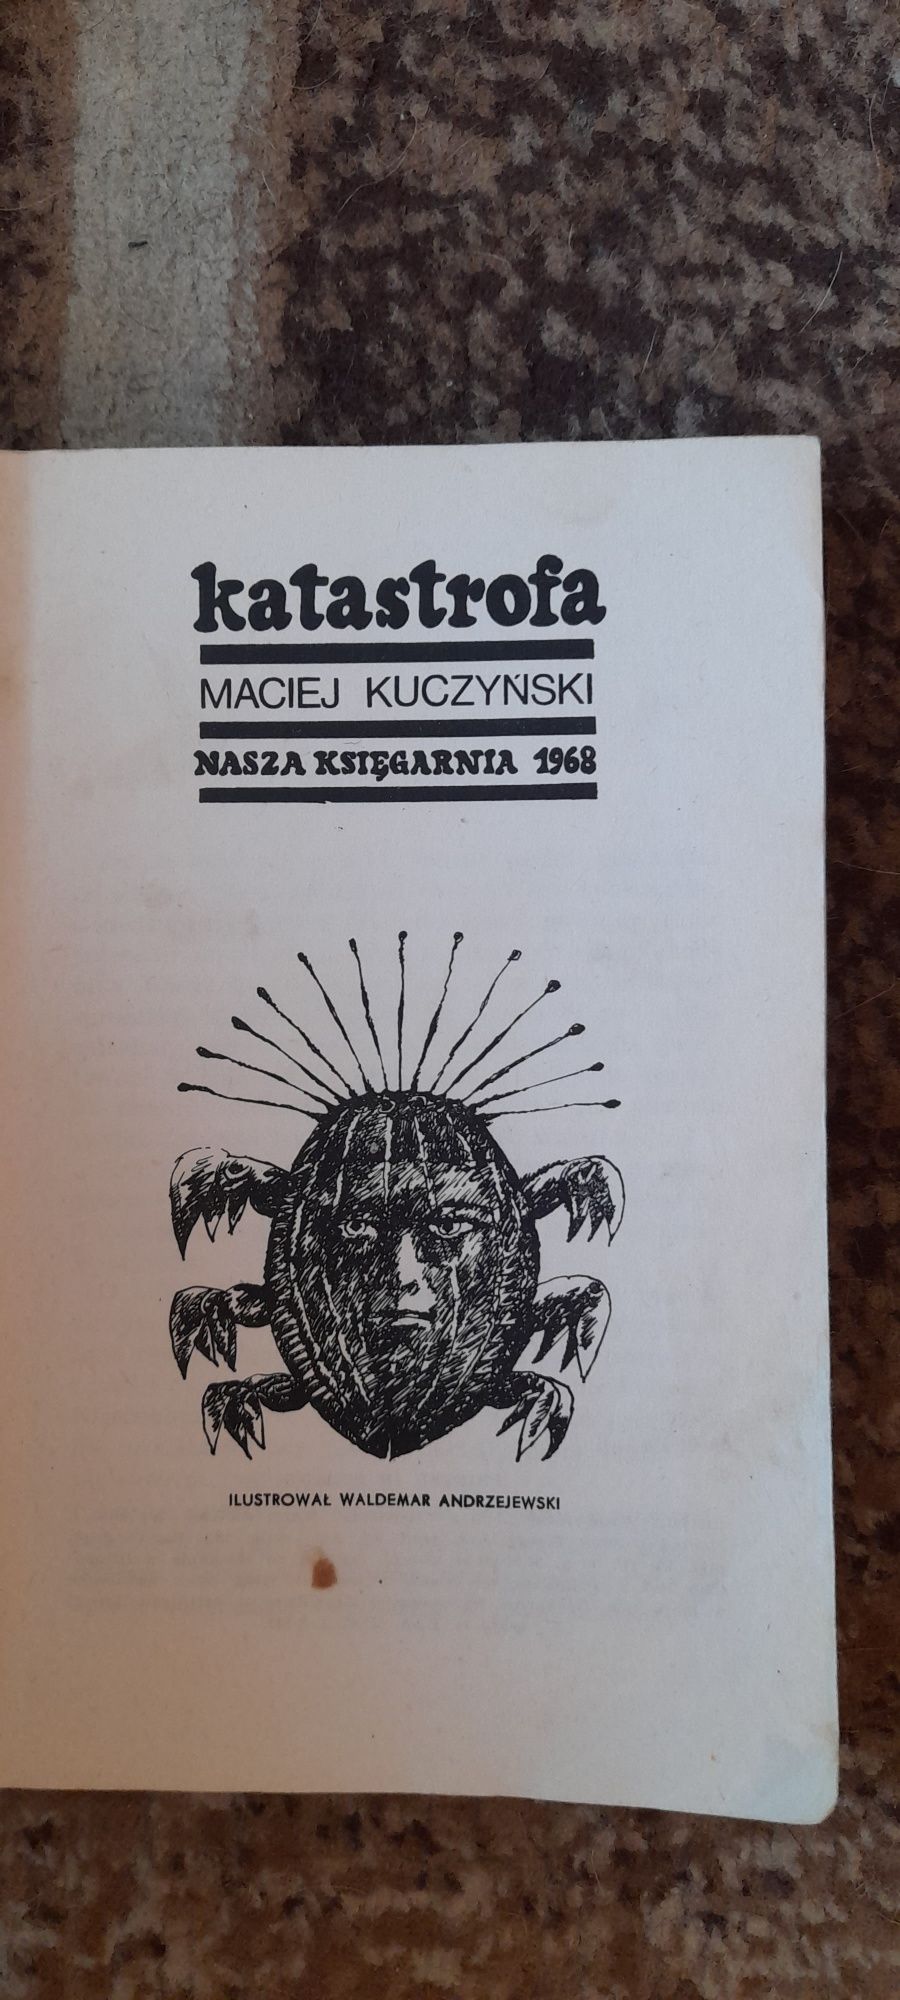 katastrofa
MACIEJ KUCZYŃSKI
NASZA KSIĘGARNIA 1968
ILUSTROWAŁ WALDEMAR ANDRZEJEWSKI